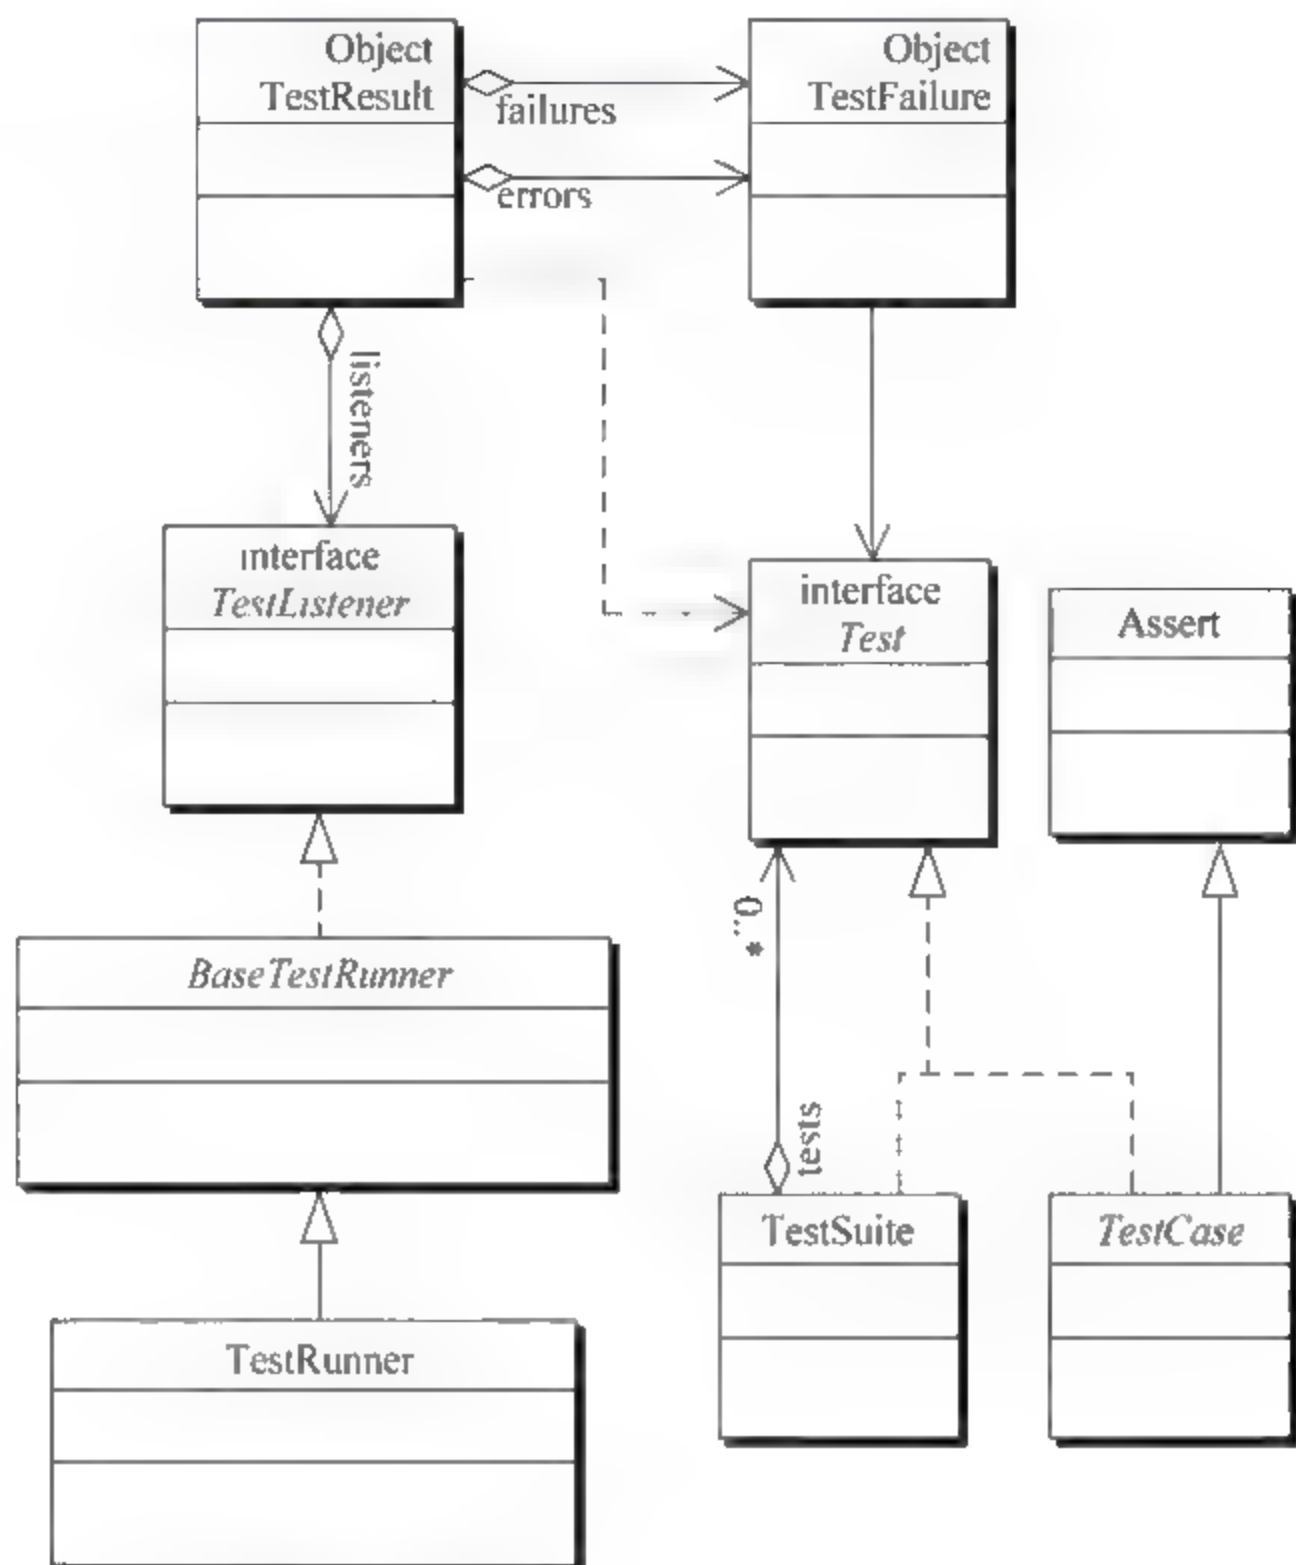 Object
TestResult
Object
TestFailure
failures
errors
listeners
interface
TestListener
interface
Test
Assert
0..*
BaseTestRunner
tests
TestSuite
TestCase
TestRunner